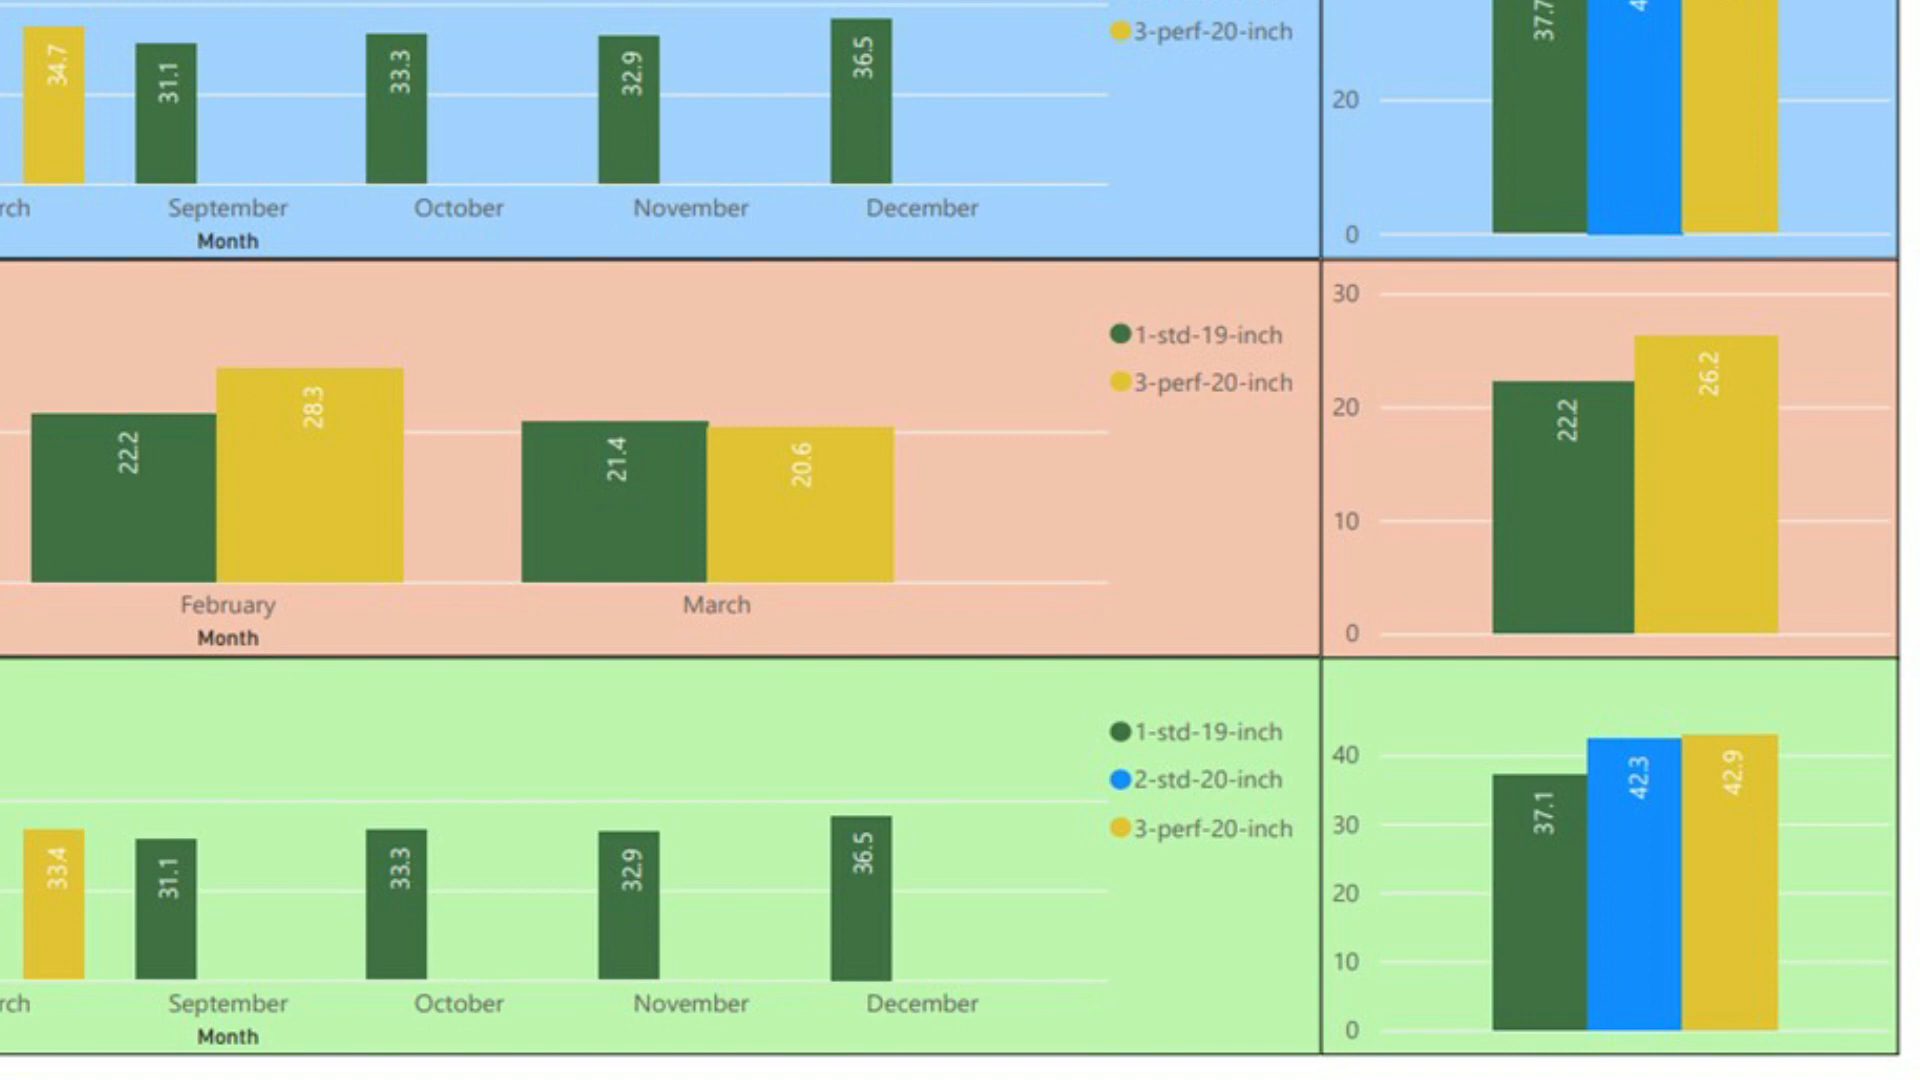 3-perf-20-inch
34.7
31.1
33.3
32.9
36.5
rch September October November December
Month
37.7
4
20
0
1-std-19-inch
3-perf-20-inch
22.2
28.3
21.4
20.6
February March
Month
30
20
10
0
22.2
26.2
1-std-19-inch
2-std-20-inch
3-perf-20-inch
33.4
31.1
33.3
32.9
36.5
rch September October November December
Month
40
30
20
10
0
37.1
42.3
42.9